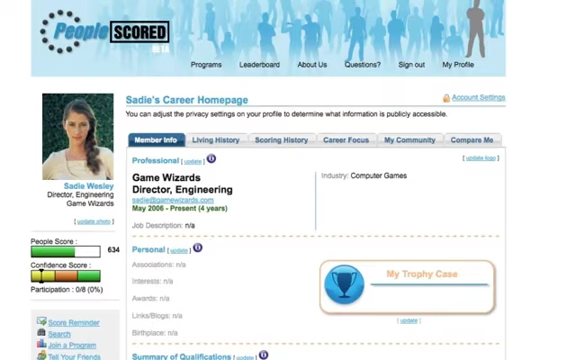 People SCORED
BETA
Programs Leaderboard About Us Questions? Sign out My Profile
Sadie's Career Homepage
Account Settings
You can adjust the privacy settings on your profile to determine what information is publicly accessible.
Member Info Living History Scoring History Career Focus My Community Compare Me
Professional [ update ]
[ update logo ]
Game Wizards
Director, Engineering
sadie@gamewizards.com
May 2006 - Present (4 years)
Job Description: n/a
Industry: Computer Games
Sadie Wesley
Director, Engineering
Game Wizards
[ update photo ]
People Score :
634
Confidence Score :
Participation : 0/8 (0%)
Score Reminder
Search
Join a Program
Tell Your Friends
Personal [ update ]
Associations: n/a
Interests: n/a
Awards: n/a
Links/Blogs: n/a
Birthplace: n/a
My Trophy Case
[ update ]
Summary of Qualifications [ update ]